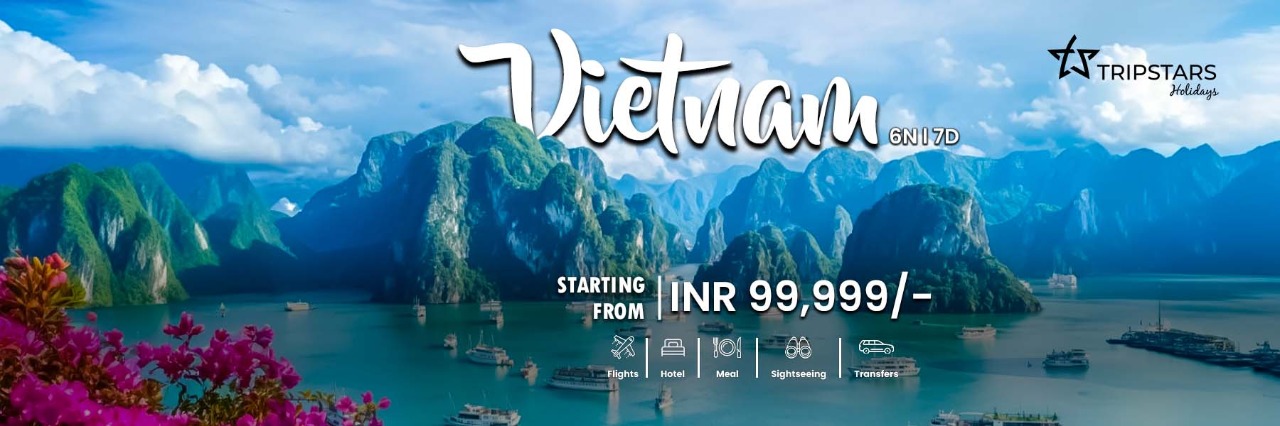 Vietnam
6N | 7D
TRIPSTARS
Holidays
STARTING
FROM
INR 99,999/-
Flights
Hotel
Meal
Sightseeing
Transfers